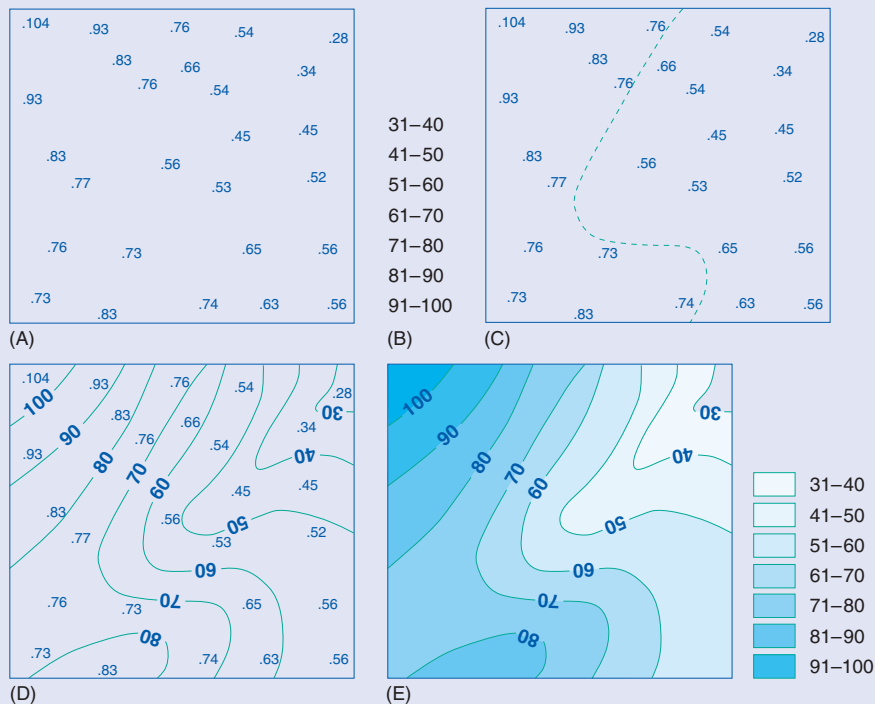 .104 .93 .76 .54 .28
.83 .66 .34
.76 .54
.93
.45 .45
.83 .56
.77 .53 .52
.76 .73 .65 .56
.73 .83 .74 .63 .56
(A)
31–40
41–50
51–60
61–70
71–80
81–90
91–100
(B)
.104 .93 .76 .54 .28
.83 .66 .34
.76 .54
.93
.45 .45
.83 .56
.77 .53 .52
.76 .73 .65 .56
.73 .83 .74 .63 .56
(C)
.104 .93 .76 .54 .28
100 .83 .66 .34 30
90 .76 .54
.93 80 70 60 40
.45 .45
.83 .56 50
.77 .53 .52
60
.76 .73 70 .65 .56
80
.73 .83 .74 .63 .56
(D)
100 30
90
80 70 60 40
50
60
70
80
(E)
31–40
41–50
51–60
61–70
71–80
81–90
91–100